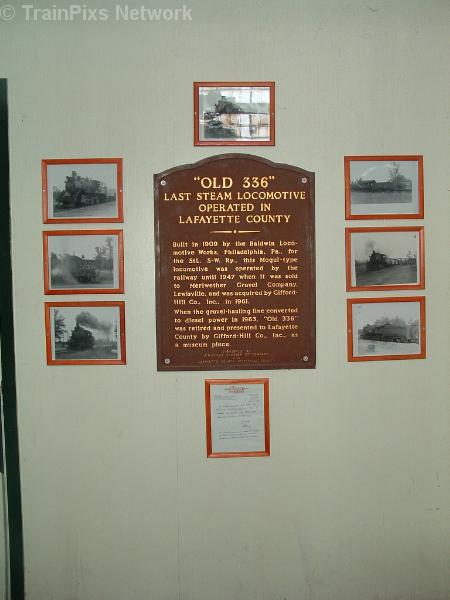 © TrainPixs Network
"OLD 336"
LAST STEAM LOCOMOTIVE
OPERATED IN
LAFAYETTE COUNTY
Built in 1909 by the Baldwin Loco-
motive Works, Philadelphia, Pa., for
the StL. S-W. Ry., this Mogul-type
locomotive was operated by the
railway until 1947 when it was sold
to Meriwether Gravel Company,
Lewisville, and was acquired by Gifford-
Hill Co., Inc., in 1961.
When the gravel-hauling line converted
to diesel power in 1963, "Old 336"
was retired and presented to Lafayette
County by Gifford-Hill Co., Inc., as
a museum piece.